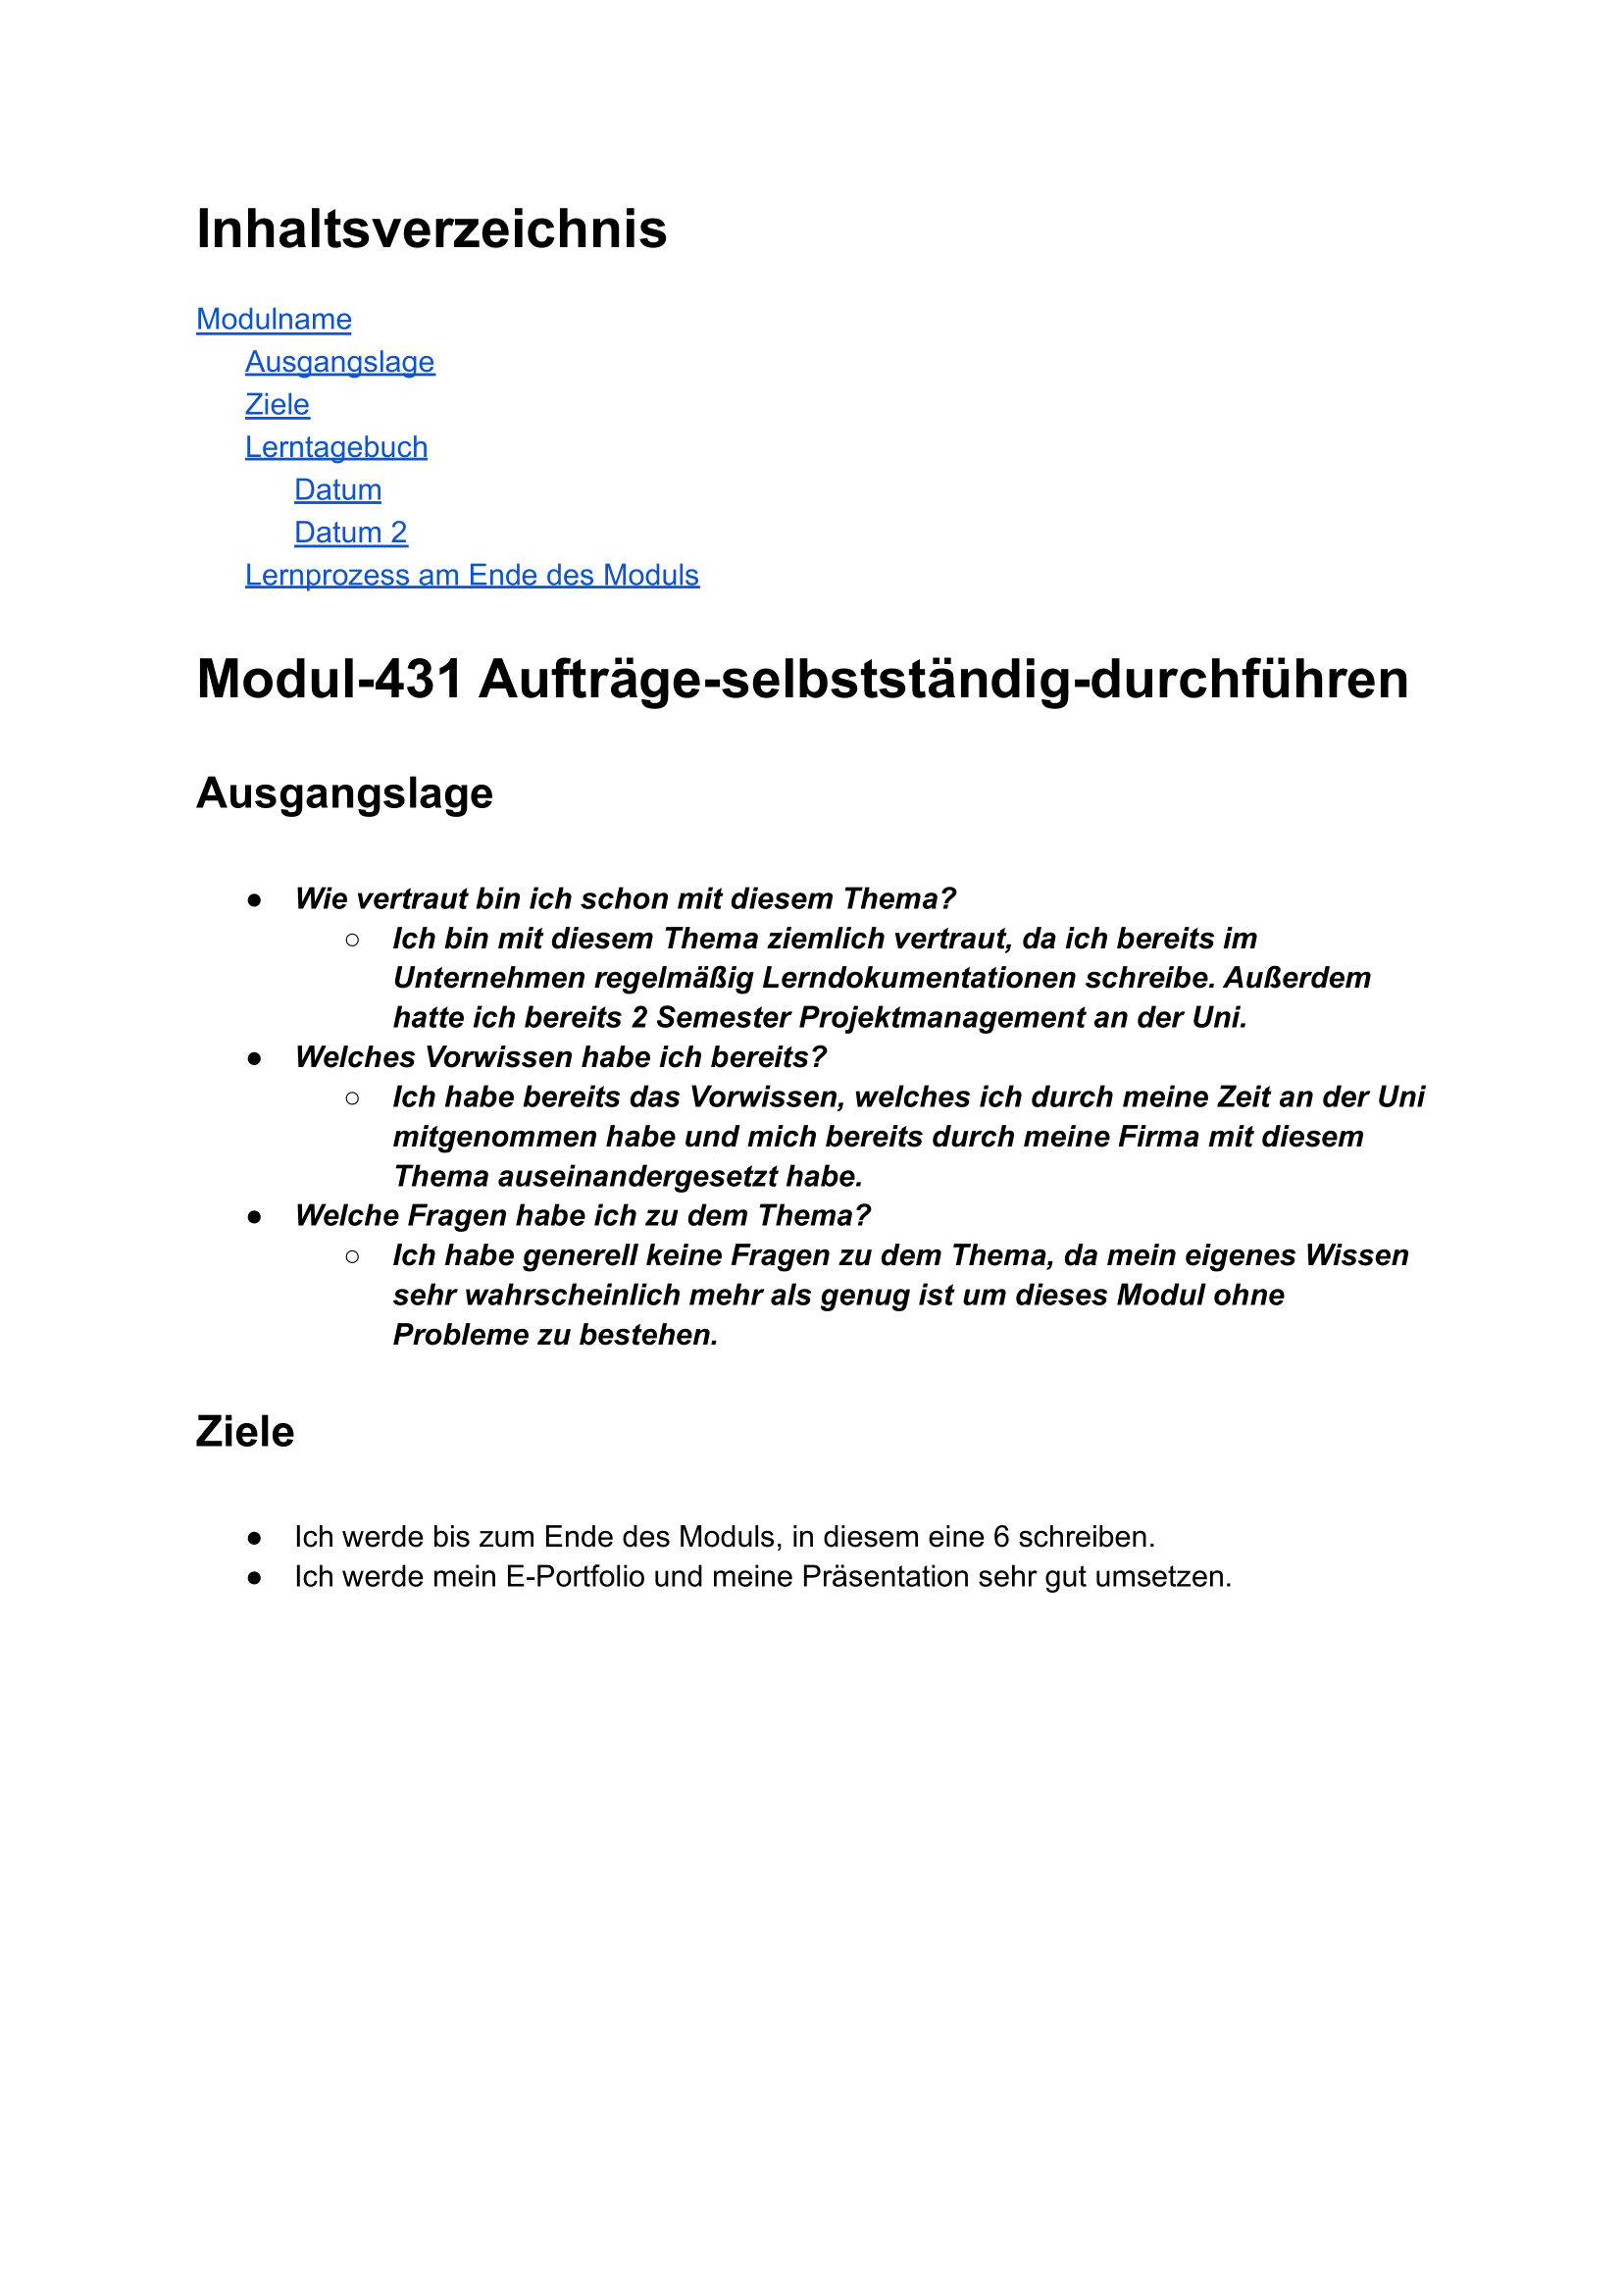 Inhaltsverzeichnis
Modulname
Ausgangslage
Ziele
Lerntagebuch
Datum
Datum 2
Lernprozess am Ende des Moduls
Modul-431 Aufträge-selbstständig-durchführen
Ausgangslage
● Wie vertraut bin ich schon mit diesem Thema?
○ Ich bin mit diesem Thema ziemlich vertraut, da ich bereits im
Unternehmen regelmäßig Lerndokumentationen schreibe. Außerdem
hatte ich bereits 2 Semester Projektmanagement an der Uni.
● Welches Vorwissen habe ich bereits?
○ Ich habe bereits das Vorwissen, welches ich durch meine Zeit an der Uni
mitgenommen habe und mich bereits durch meine Firma mit diesem
Thema auseinandergesetzt habe.
● Welche Fragen habe ich zu dem Thema?
○ Ich habe generell keine Fragen zu dem Thema, da mein eigenes Wissen
sehr wahrscheinlich mehr als genug ist um dieses Modul ohne
Probleme zu bestehen.
Ziele
● Ich werde bis zum Ende des Moduls, in diesem eine 6 schreiben.
● Ich werde mein E-Portfolio und meine Präsentation sehr gut umsetzen.